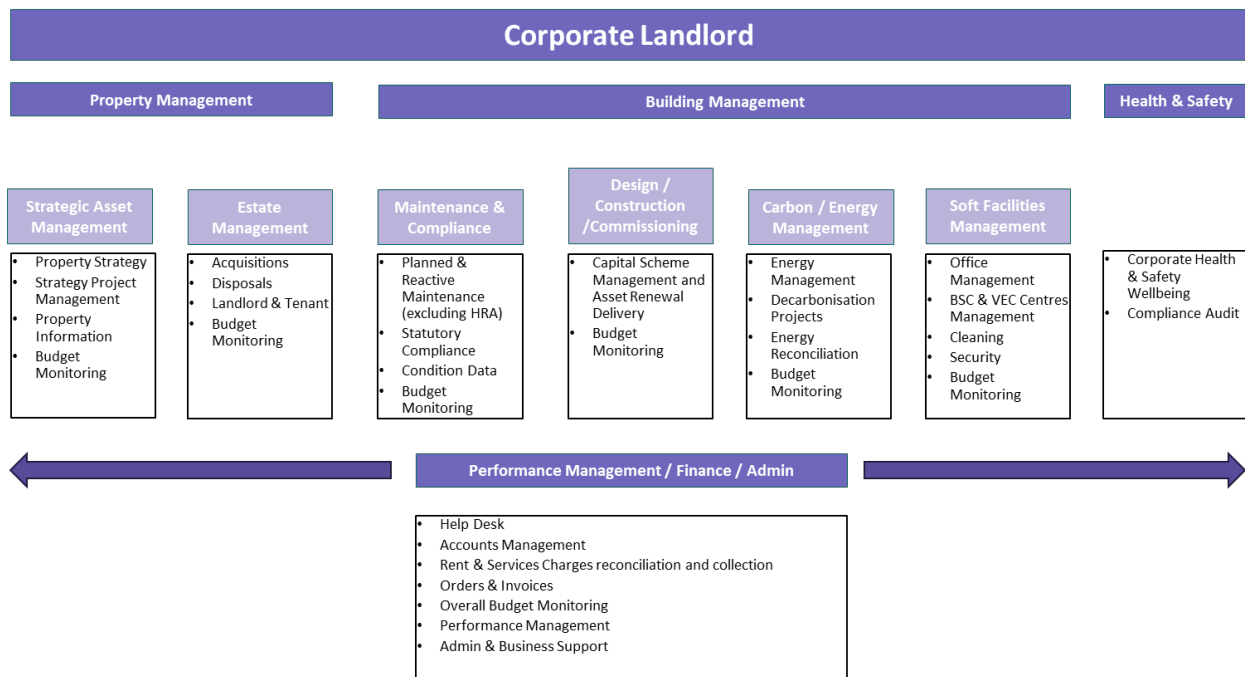 Corporate Landlord
Property Management
Building Management
Health & Safety
Strategic Asset
Management
• Property Strategy
• Strategy Project
Management
• Property
Information
• Budget
Monitoring
Estate
Management
• Acquisitions
• Disposals
• Landlord & Tenant
• Budget
Monitoring
Maintenance &
Compliance
• Planned &
Reactive
Maintenance
(excluding HRA)
• Statutory
Compliance
• Condition Data
• Budget
Monitoring
Design /
Construction
/Commissioning
• Capital Scheme
Management and
Asset Renewal
Delivery
• Budget
Monitoring
Carbon / Energy
Management
• Energy
Management
• Decarbonisation
Projects
• Energy
Reconciliation
• Budget
Monitoring
Soft Facilities
Management
• Office
Management
• BSC & VEC Centres
Management
• Cleaning
• Security
• Budget
Monitoring
• Corporate Health
& Safety
Wellbeing
• Compliance Audit
Performance Management / Finance / Admin
• Help Desk
• Accounts Management
• Rent & Services Charges reconciliation and collection
• Orders & Invoices
• Overall Budget Monitoring
• Performance Management
• Admin & Business Support